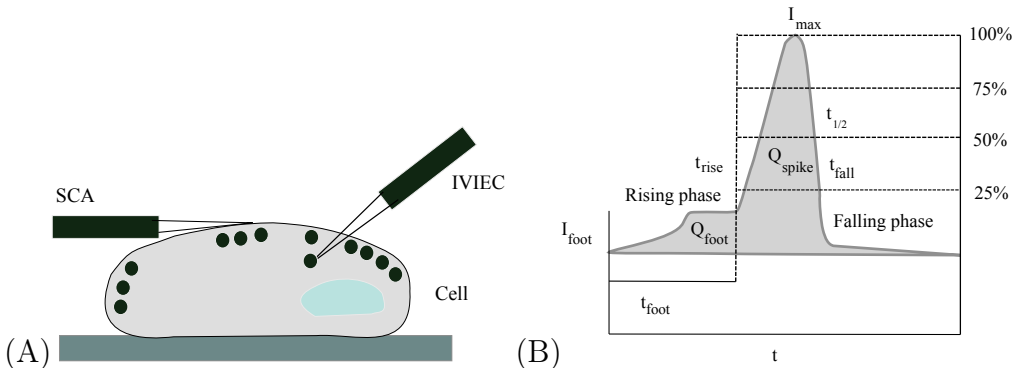 SCA
IVIEC
Cell
(A)
I_max
100%
75%
t_1/2
50%
t_rise
Q_spike
t_fall
25%
Rising phase
Falling phase
I_foot
Q_foot
t_foot
(B)
t